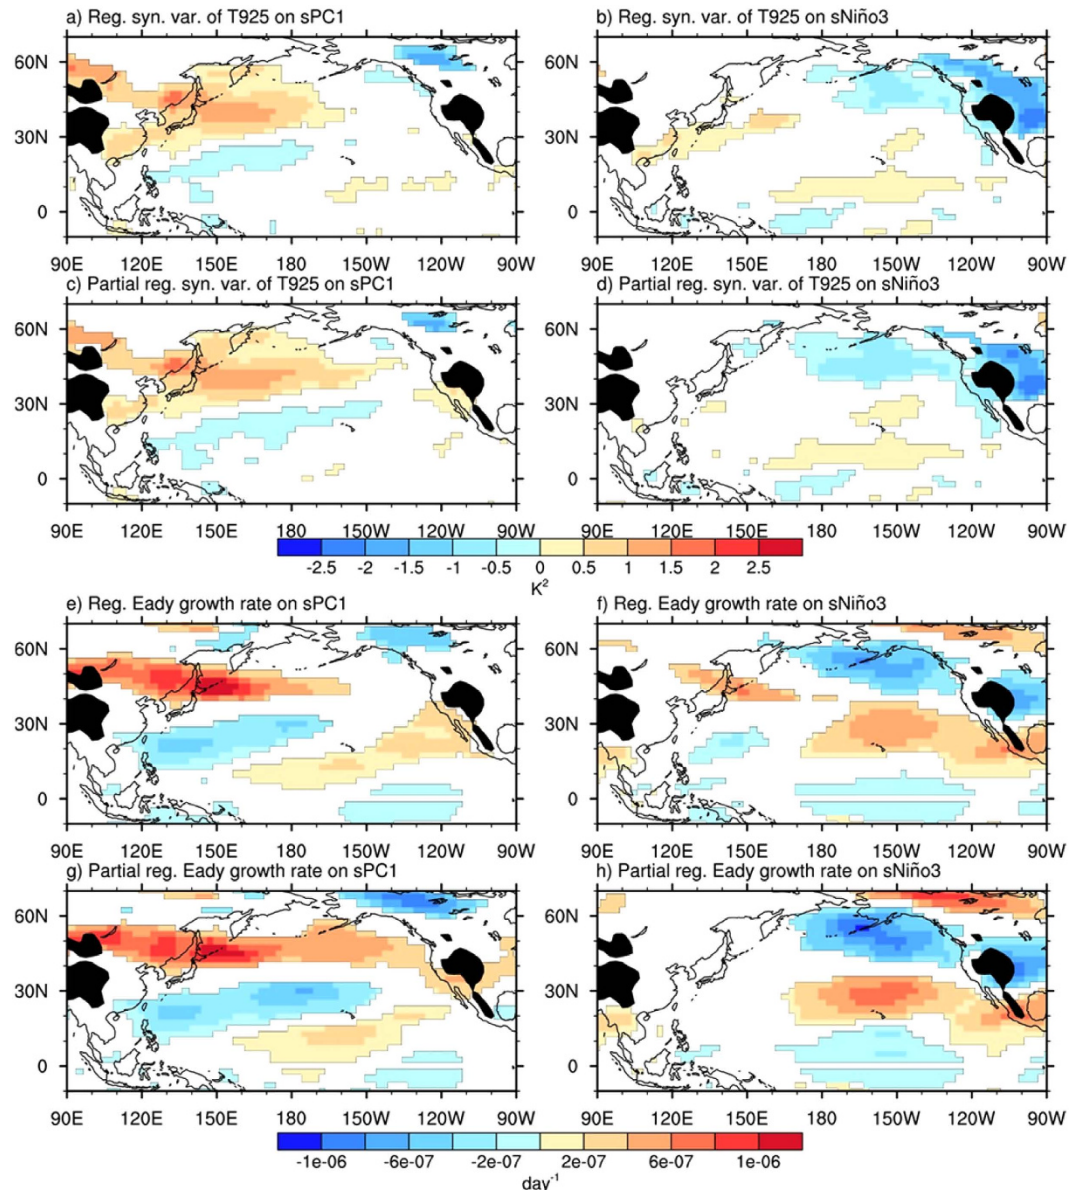 a) Reg. syn. var. of T925 on sPC1 b) Reg. syn. var. of T925 on sNiño3
60N 60N
30N 30N
0 0
90E 120E 150E 180 150W 120W 90W 90E 120E 150E 180 150W 120W 90W
c) Partial reg. syn. var. of T925 on sPC1 d) Partial reg. syn. var. of T925 on sNiño3
60N 60N
30N 30N
0 0
90E 120E 150E 180 150W 120W 90W 90E 120E 150E 180 150W 120W 90W
-2.5 -2 -1.5 -1 -0.5 0 0.5 1 1.5 2 2.5
K²
e) Reg. Eady growth rate on sPC1 f) Reg. Eady growth rate on sNiño3
60N 60N
30N 30N
0 0
90E 120E 150E 180 150W 120W 90W 90E 120E 150E 180 150W 120W 90W
g) Partial reg. Eady growth rate on sPC1 h) Partial reg. Eady growth rate on sNiño3
60N 60N
30N 30N
0 0
90E 120E 150E 180 150W 120W 90W 90E 120E 150E 180 150W 120W 90W
-1e-06 -6e-07 -2e-07 2e-07 6e-07 1e-06
day⁻¹